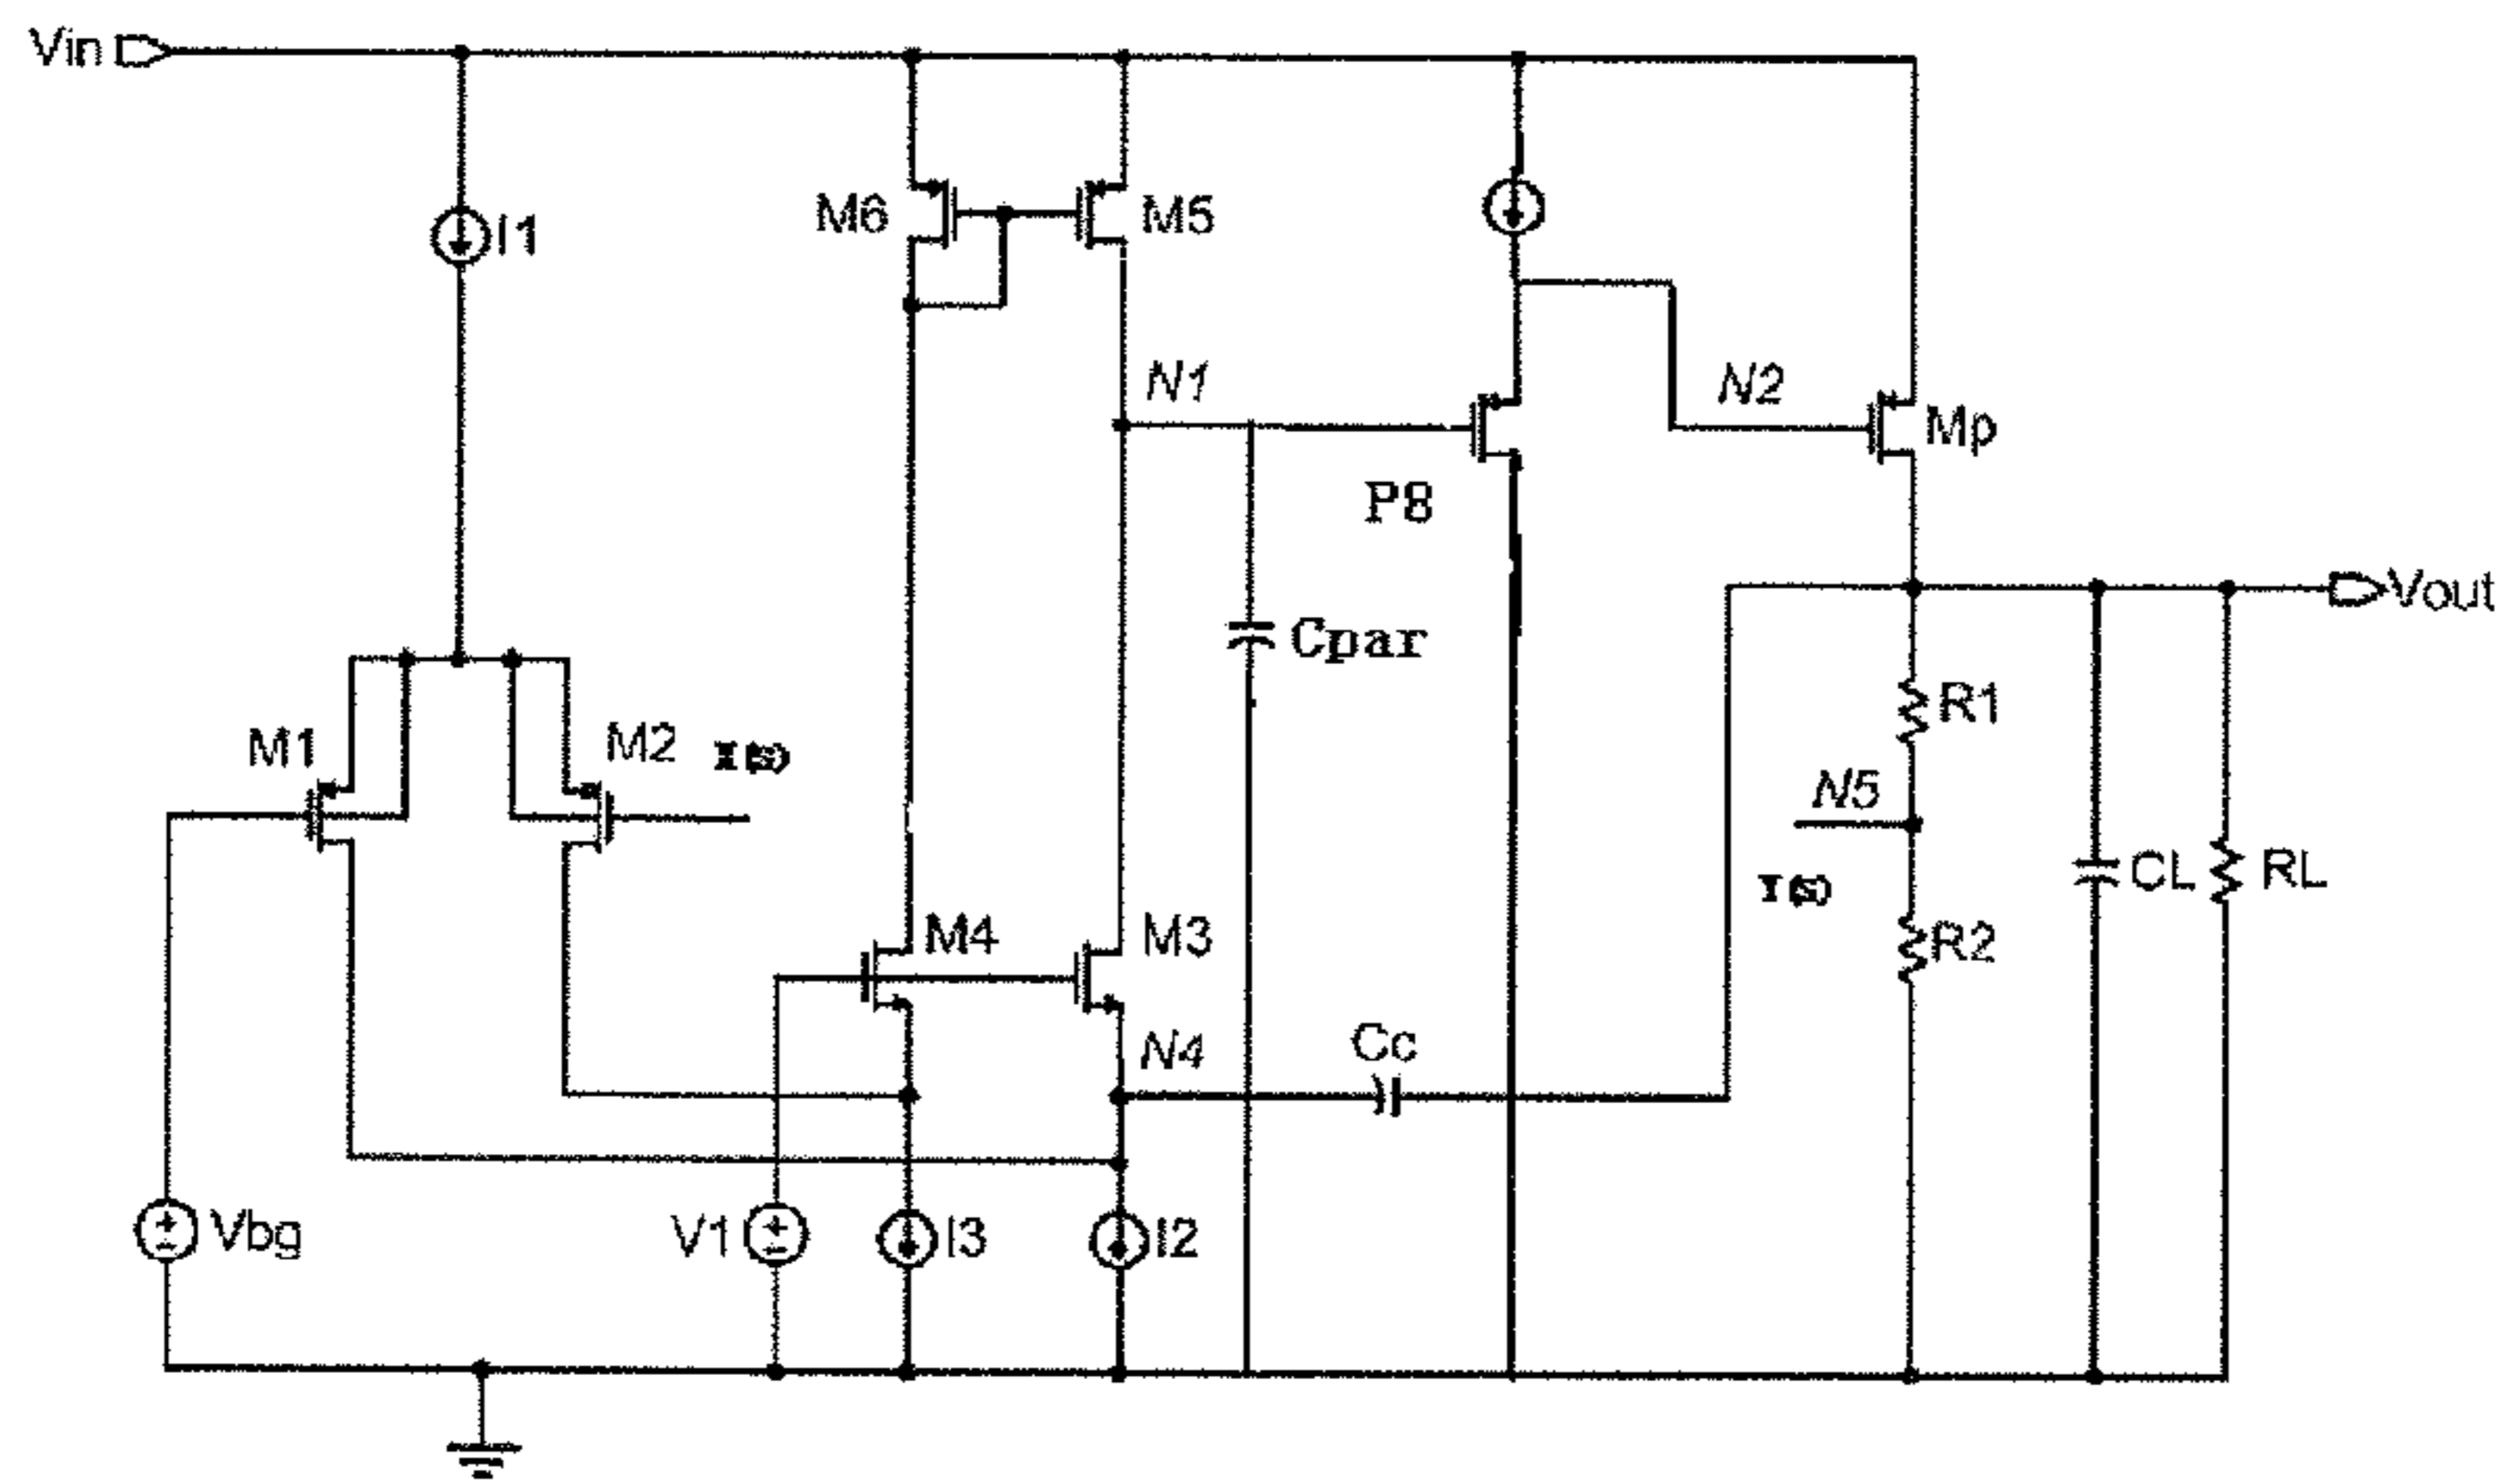 Vin
I1
M6
M5
N1
N2
Mp
P8
Vout
Cpar
R1
M1
M2
X(s)
N5
Y(s)
CL
RL
M4
M3
R2
N4
Cc
Vbg
V1
I3
I2